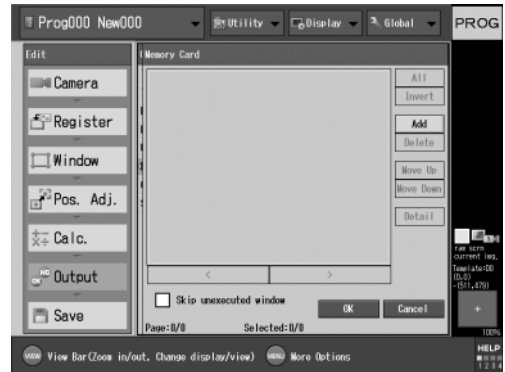 Prog000 New000
Utility
Display
Global
PROG
Edit
Memory Card
Camera
Register
Window
Pos. Adj.
Calc.
Output
Save
All
Invert
Add
Delete
Move Up
Move Down
Detail
<
>
Skip unexecuted window
OK
Cancel
Page:0/0
Selected:0/0
raw scrn
current img.
Template:DD
(0,0)
-(511,479)
+
100%
VIEW View Bar(Zoom in/out, Change display/view)
MENU More Options
HELP
1 2 3 4